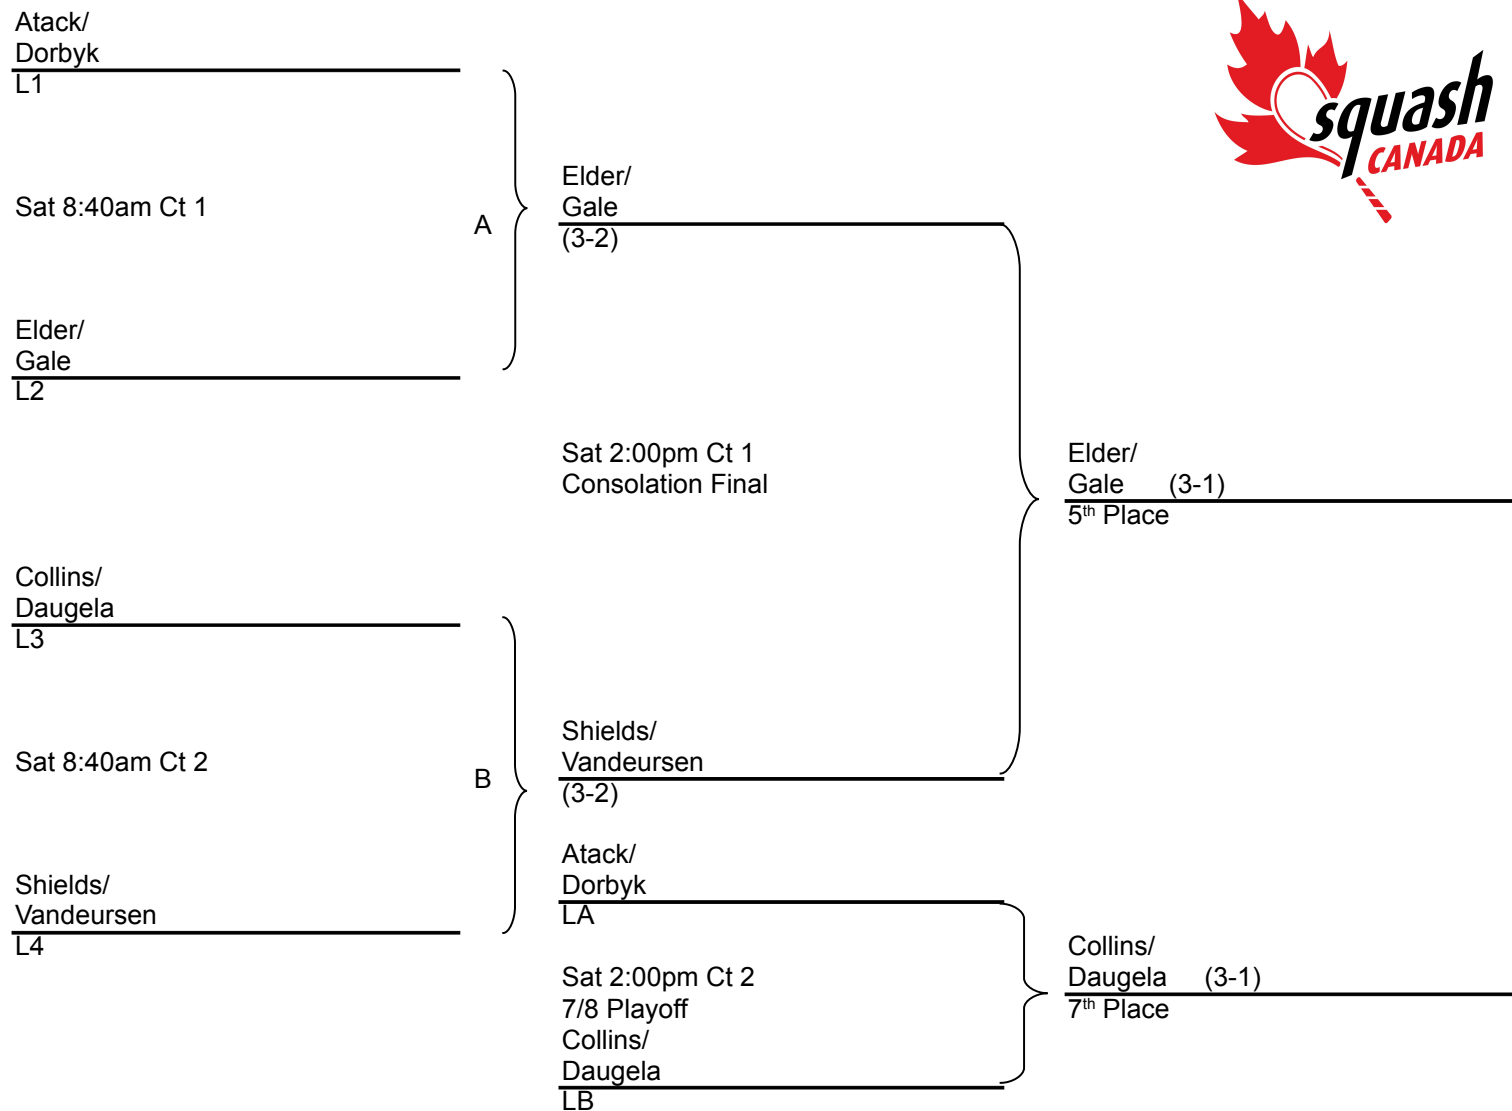 Atack/
Dorbyk
L1
Sat 8:40am Ct 1
A
Elder/
Gale
L2
Elder/
Gale
(3-2)
squash
CANADA
Sat 2:00pm Ct 1
Consolation Final
Elder/
Gale (3-1)
5th Place
Collins/
Daugela
L3
Sat 8:40am Ct 2
B
Shields/
Vandeursen
L4
Shields/
Vandeursen
(3-2)
Atack/
Dorbyk
LA
Sat 2:00pm Ct 2
7/8 Playoff
Collins/
Daugela
LB
Collins/
Daugela (3-1)
7th Place